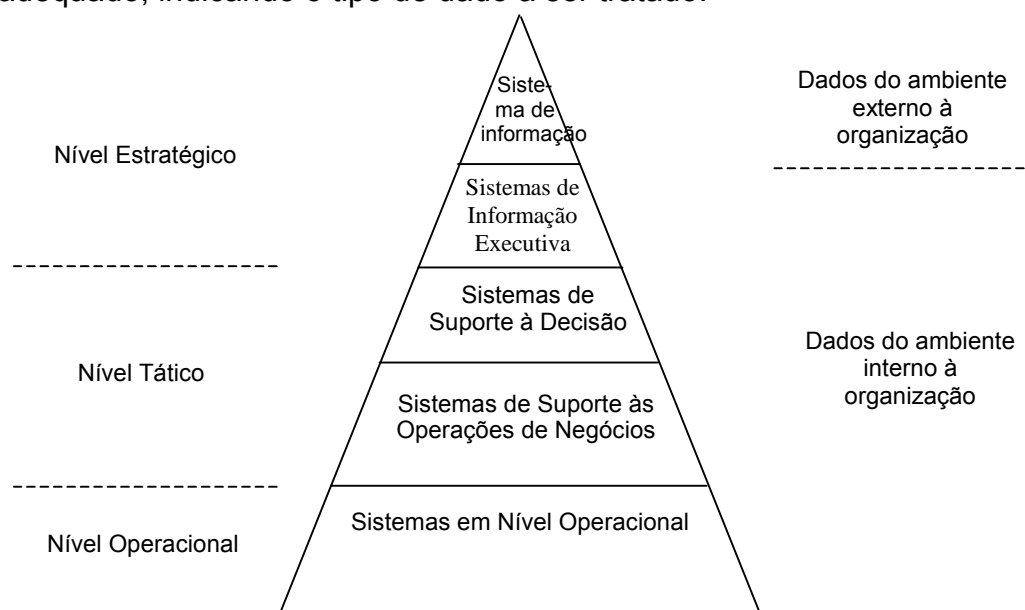 adequado, indicando o tipo de dado a ser tratado.
Siste-
ma de
informação
Dados do ambiente
externo à
organização
Nível Estratégico
Sistemas de
Informação
Executiva
Sistemas de
Suporte à Decisão
Dados do ambiente
interno à
organização
Nível Tático
Sistemas de Suporte às
Operações de Negócios
Sistemas em Nível Operacional
Nível Operacional